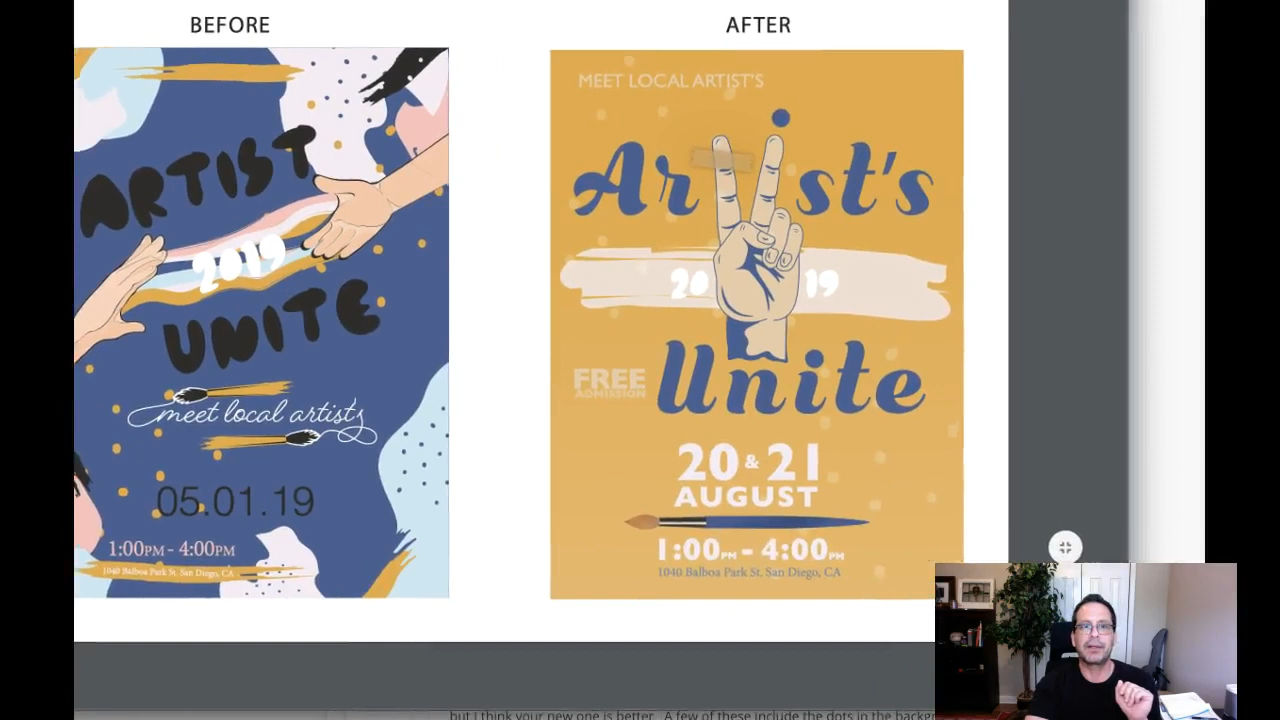 BEFORE
ARTIST
2019
UNITE
meet local artists
05.01.19
1:00PM - 4:00PM
1040 Balboa Park St. San Diego, CA
AFTER
MEET LOCAL ARTIST'S
Ar ist's
20 19
Unite
FREE
ADMISSION
20 & 21
AUGUST
1:00PM - 4:00PM
1040 Balboa Park St. San Diego, CA
but I think your new one is better. A few of these include the dots in the backgr